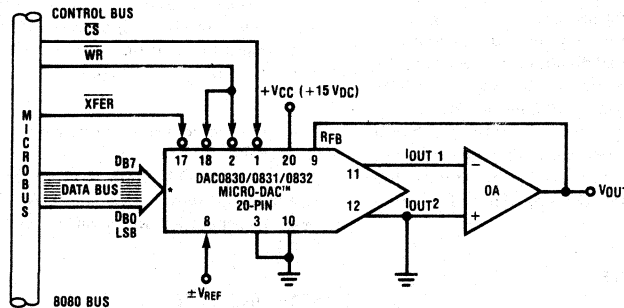 CONTROL BUS
CS
WR
XFER
+VCC (+15 VDC)
RFB
17 18 2 1 20 9
MICROBUS
DB7
DATA BUS
DB0
LSB
*
DAC0830/0831/0832
MICRO-DAC™
20-PIN
8 3 10
11
12
IOUT 1
IOUT2
−
+
OA
VOUT
±VREF
8080 BUS